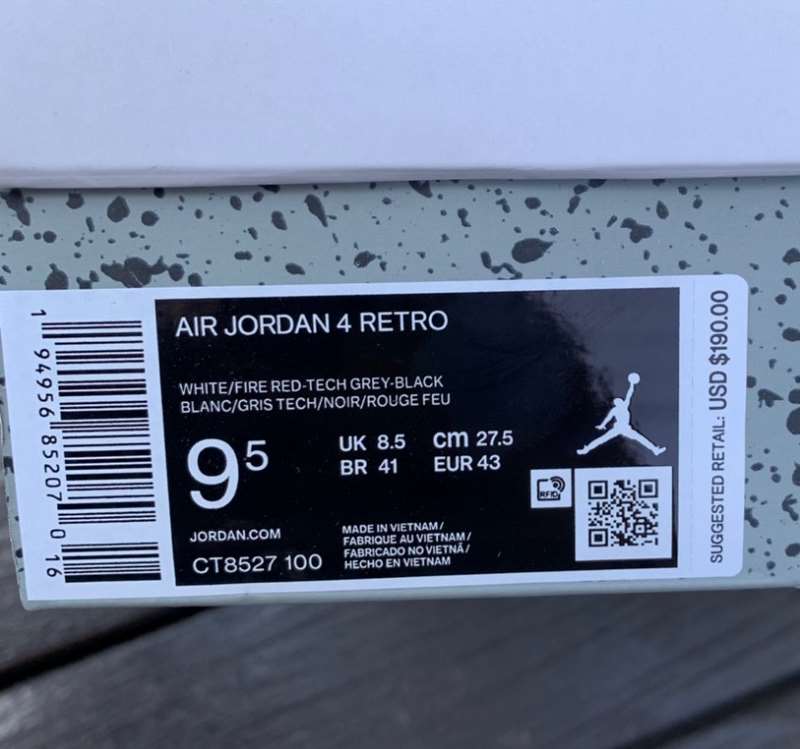 AIR JORDAN 4 RETRO
WHITE/FIRE RED-TECH GREY-BLACK
BLANC/GRIS TECH/NOIR/ROUGE FEU
9 5
UK 8.5 cm 27.5
BR 41 EUR 43
RFID
JORDAN.COM
CT8527 100
MADE IN VIETNAM/
FABRIQUE AU VIETNAM/
FABRICADO NO VIETNÃ/
HECHO EN VIETNAM
1 94956 85207 0 16
SUGGESTED RETAIL: USD $190.00